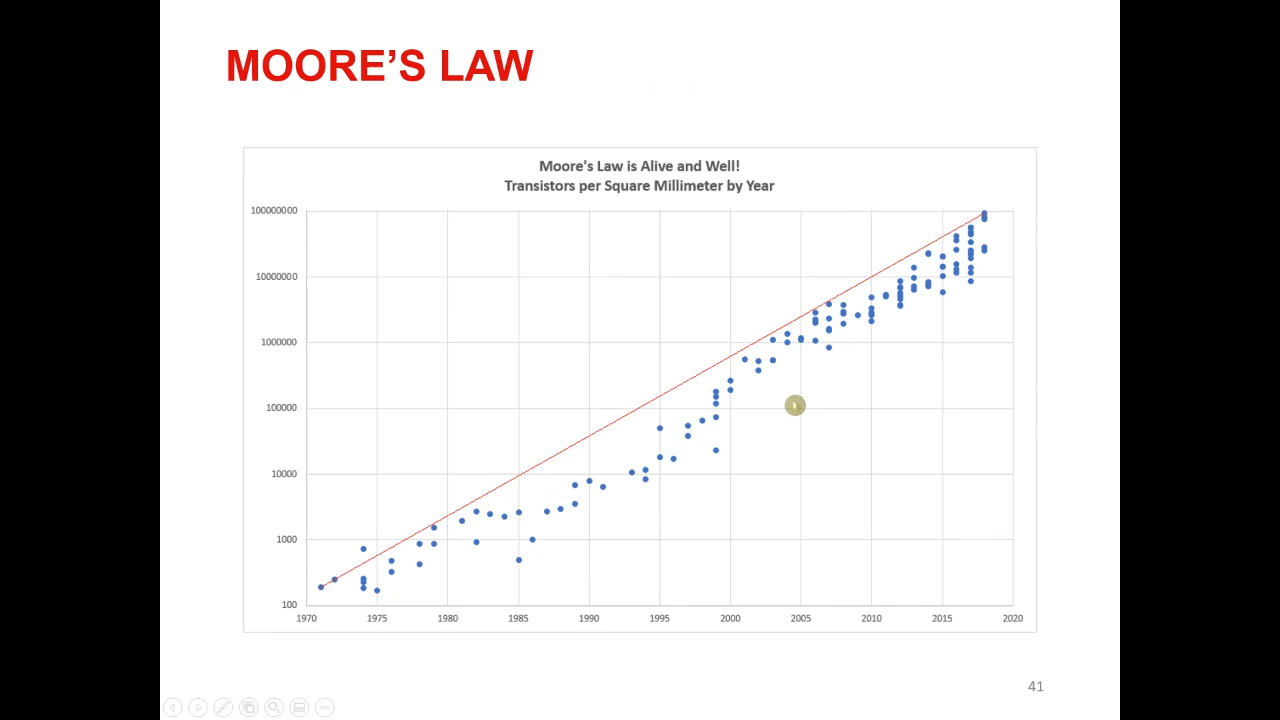 MOORE’S LAW
Moore's Law is Alive and Well!
Transistors per Square Millimeter by Year
100000000
10000000
1000000
100000
10000
1000
100
1970 1975 1980 1985 1990 1995 2000 2005 2010 2015 2020
41